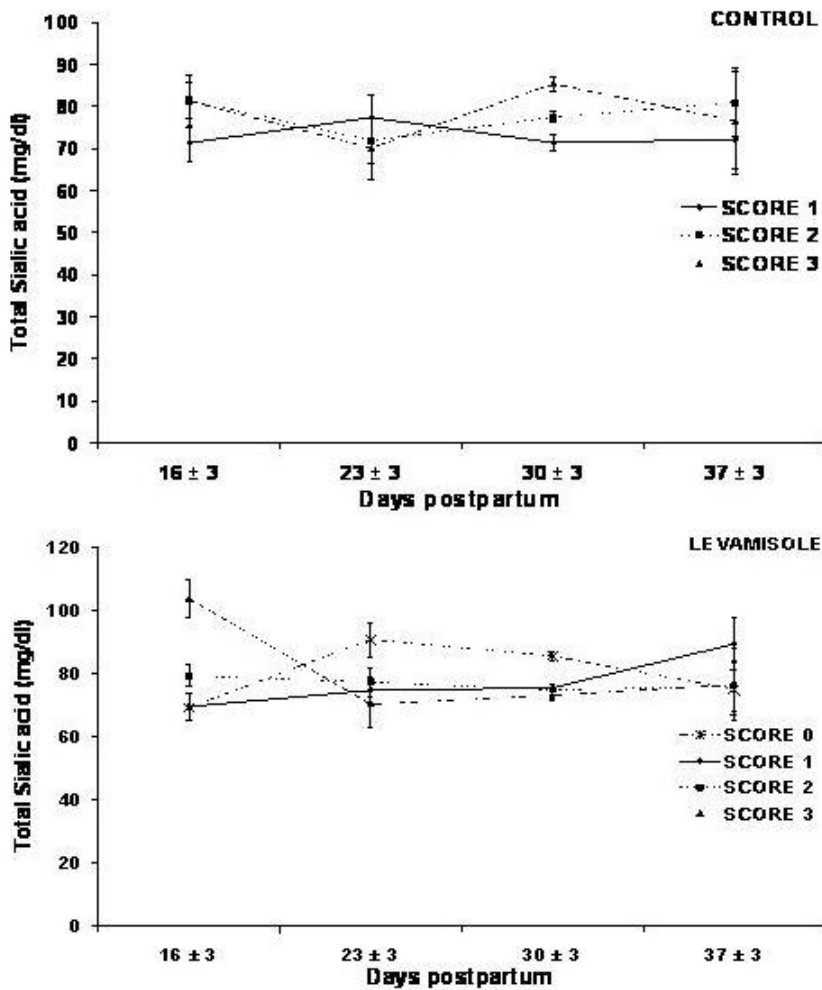 CONTROL
Total Sialic acid (mg/dl)
100
90
80
70
60
50
40
30
20
10
0
SCORE 1
SCORE 2
SCORE 3
16 ± 3
23 ± 3
30 ± 3
37 ± 3
Days postpartum
LEVAMISOLE
Total Sialic acid (mg/dl)
120
100
80
60
40
20
0
SCORE 0
SCORE 1
SCORE 2
SCORE 3
16 ± 3
23 ± 3
30 ± 3
37 ± 3
Days postpartum